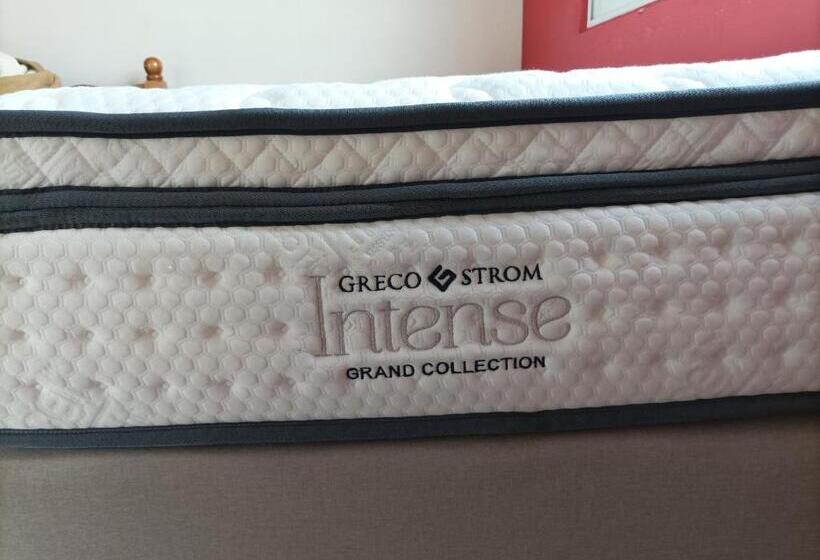 GRECO STROM
Intense
GRAND COLLECTION